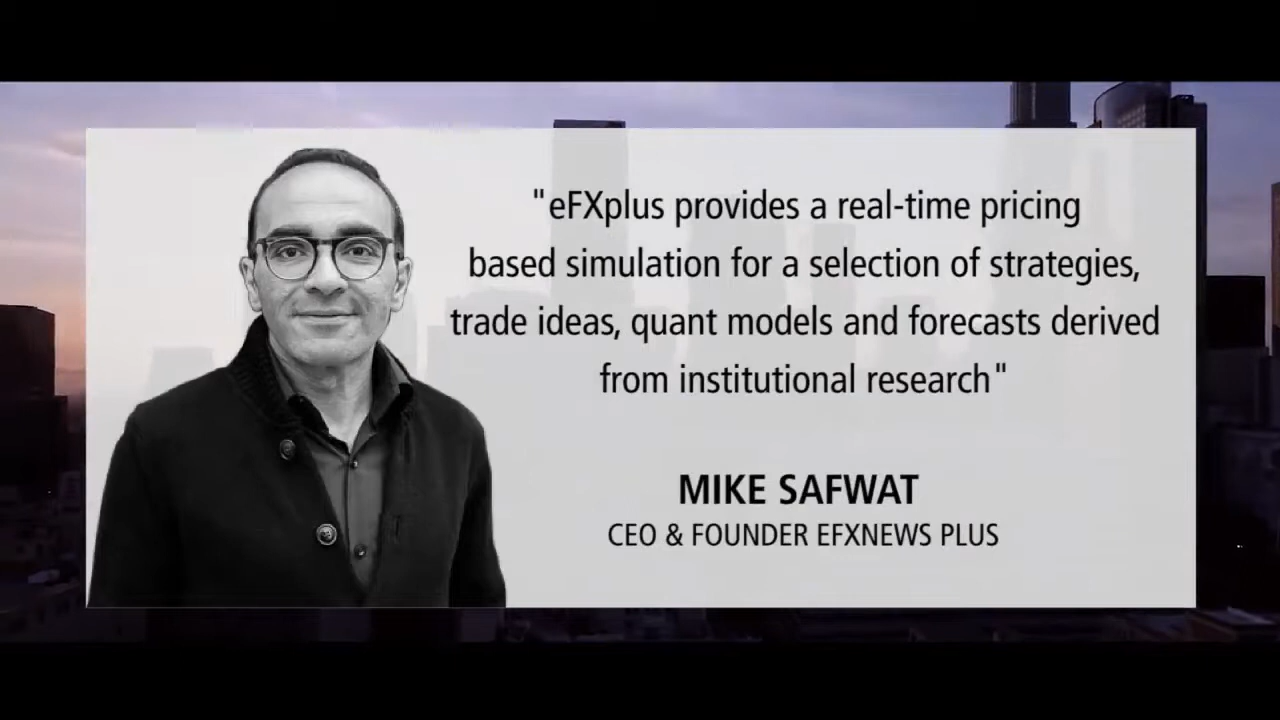 "eFXplus provides a real-time pricing
based simulation for a selection of strategies,
trade ideas, quant models and forecasts derived
from institutional research"
MIKE SAFWAT
CEO & FOUNDER EFXNEWS PLUS